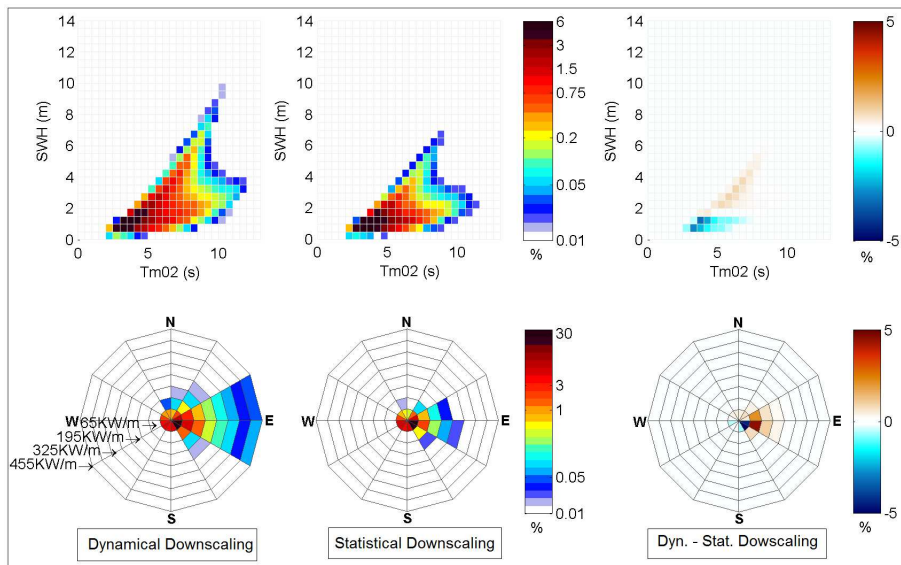 14
12
10
8
6
4
2
0
SWH (m)
0 5 10
Tm02 (s)
14
12
10
8
6
4
2
0
SWH (m)
0 5 10
Tm02 (s)
6
3
1.5
0.75
0.2
0.05
0.01
%
14
12
10
8
6
4
2
0
SWH (m)
0 5 10
Tm02 (s)
5
0
-5
%
N
W
E
S
65KW/m
195KW/m
325KW/m
455KW/m
Dynamical Downscaling
N
W
E
S
Statistical Downscaling
30
3
1
0.05
0.01
%
N
W
E
S
Dyn. - Stat. Dowscaling
5
0
-5
%